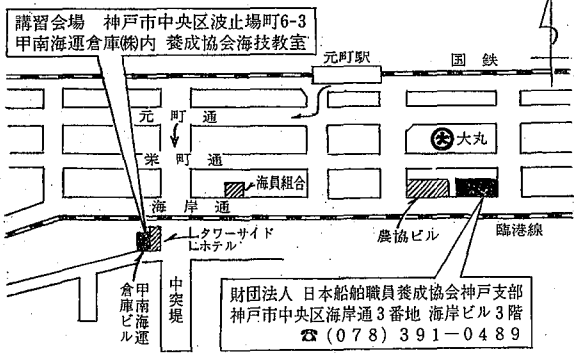 講習会場 神戸市中央区波止場町6-3
甲南海運倉庫㈱内 養成協会海技教室
元町駅
国鉄
元町通
大丸
栄町通
海員組合
海岸通
農協ビル
臨港線
タワーサイド
ホテル
甲南海運
倉庫ビル
中突堤
財団法人 日本船舶職員養成協会神戸支部
神戸市中央区海岸通3番地 海岸ビル3階
☎(078)391-0489